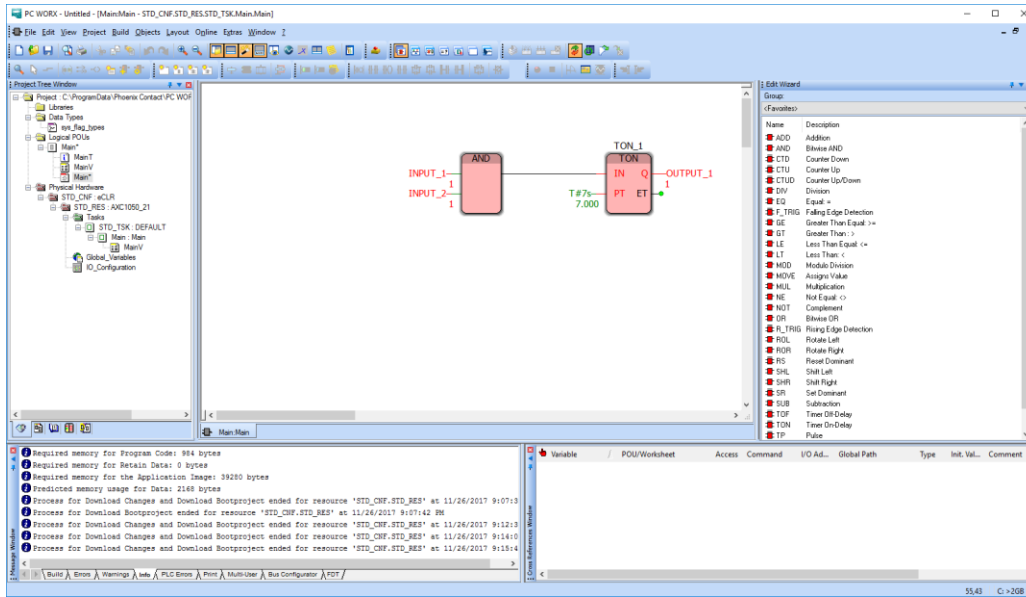 PC WORX - Untitled - [Main:Main - STD_CNF.STD_RES.STD_TSK.Main.Main]
File Edit View Project Build Objects Layout Online Extras Window ?
Project Tree Window
Project : C:\ProgramData\Phoenix Contact\PC WOF
Libraries
Data Types
sys_flag_types
Logical POUs
Main*
MainT
MainV
Main*
Physical Hardware
STD_CNF : eCLR
STD_RES : AXC1050_21
Tasks
STD_TSK : DEFAULT
Main : Main
MainV
Global_Variables
IO_Configuration
AND
INPUT_1
1
INPUT_2
1
TON_1
TON
IN Q
OUTPUT_1
1
T#7s
PT ET
7.000
Main:Main
Edit Wizard
Group:
<Favorites>
Name Description
ADD Addition
AND Bitwise AND
CTD Counter Down
CTU Counter Up
CTUD Counter Up/Down
DIV Division
EQ Equal: =
F_TRIG Falling Edge Detection
GE Greater Than Equal: >=
GT Greater Than : >
LE Less Than Equal: <=
LT Less Than: <
MOD Modulo Division
MOVE Assigns Value
MUL Multiplication
NE Not Equal: <>
NOT Complement
OR Bitwise OR
R_TRIG Rising Edge Detection
ROL Rotate Left
ROR Rotate Right
RS Reset Dominant
SHL Shift Left
SHR Shift Right
SR Set Dominant
SUB Subtraction
TOF Timer Off-Delay
TON Timer On-Delay
TP Pulse
Message Window
Required memory for Program Code: 984 bytes
Required memory for Retain Data: 0 bytes
Required memory for the Application Image: 39280 bytes
Predicted memory usage for Data: 2168 bytes
Process for Download Changes and Download Bootproject ended for resource 'STD_CNF.STD_RES' at 11/26/2017 9:07:3
Process for Download Bootproject ended for resource 'STD_CNF.STD_RES' at 11/26/2017 9:07:42 PM
Process for Download Changes and Download Bootproject ended for resource 'STD_CNF.STD_RES' at 11/26/2017 9:12:3
Process for Download Changes and Download Bootproject ended for resource 'STD_CNF.STD_RES' at 11/26/2017 9:14:0
Process for Download Changes and Download Bootproject ended for resource 'STD_CNF.STD_RES' at 11/26/2017 9:15:4
Build Errors Warnings Info PLC Errors Print Multi-User Bus Configurator FDT
Cross References Window
Variable / POU/Worksheet Access Command I/O Ad... Global Path Type Init. Val... Comment
55,43 C: >2GB